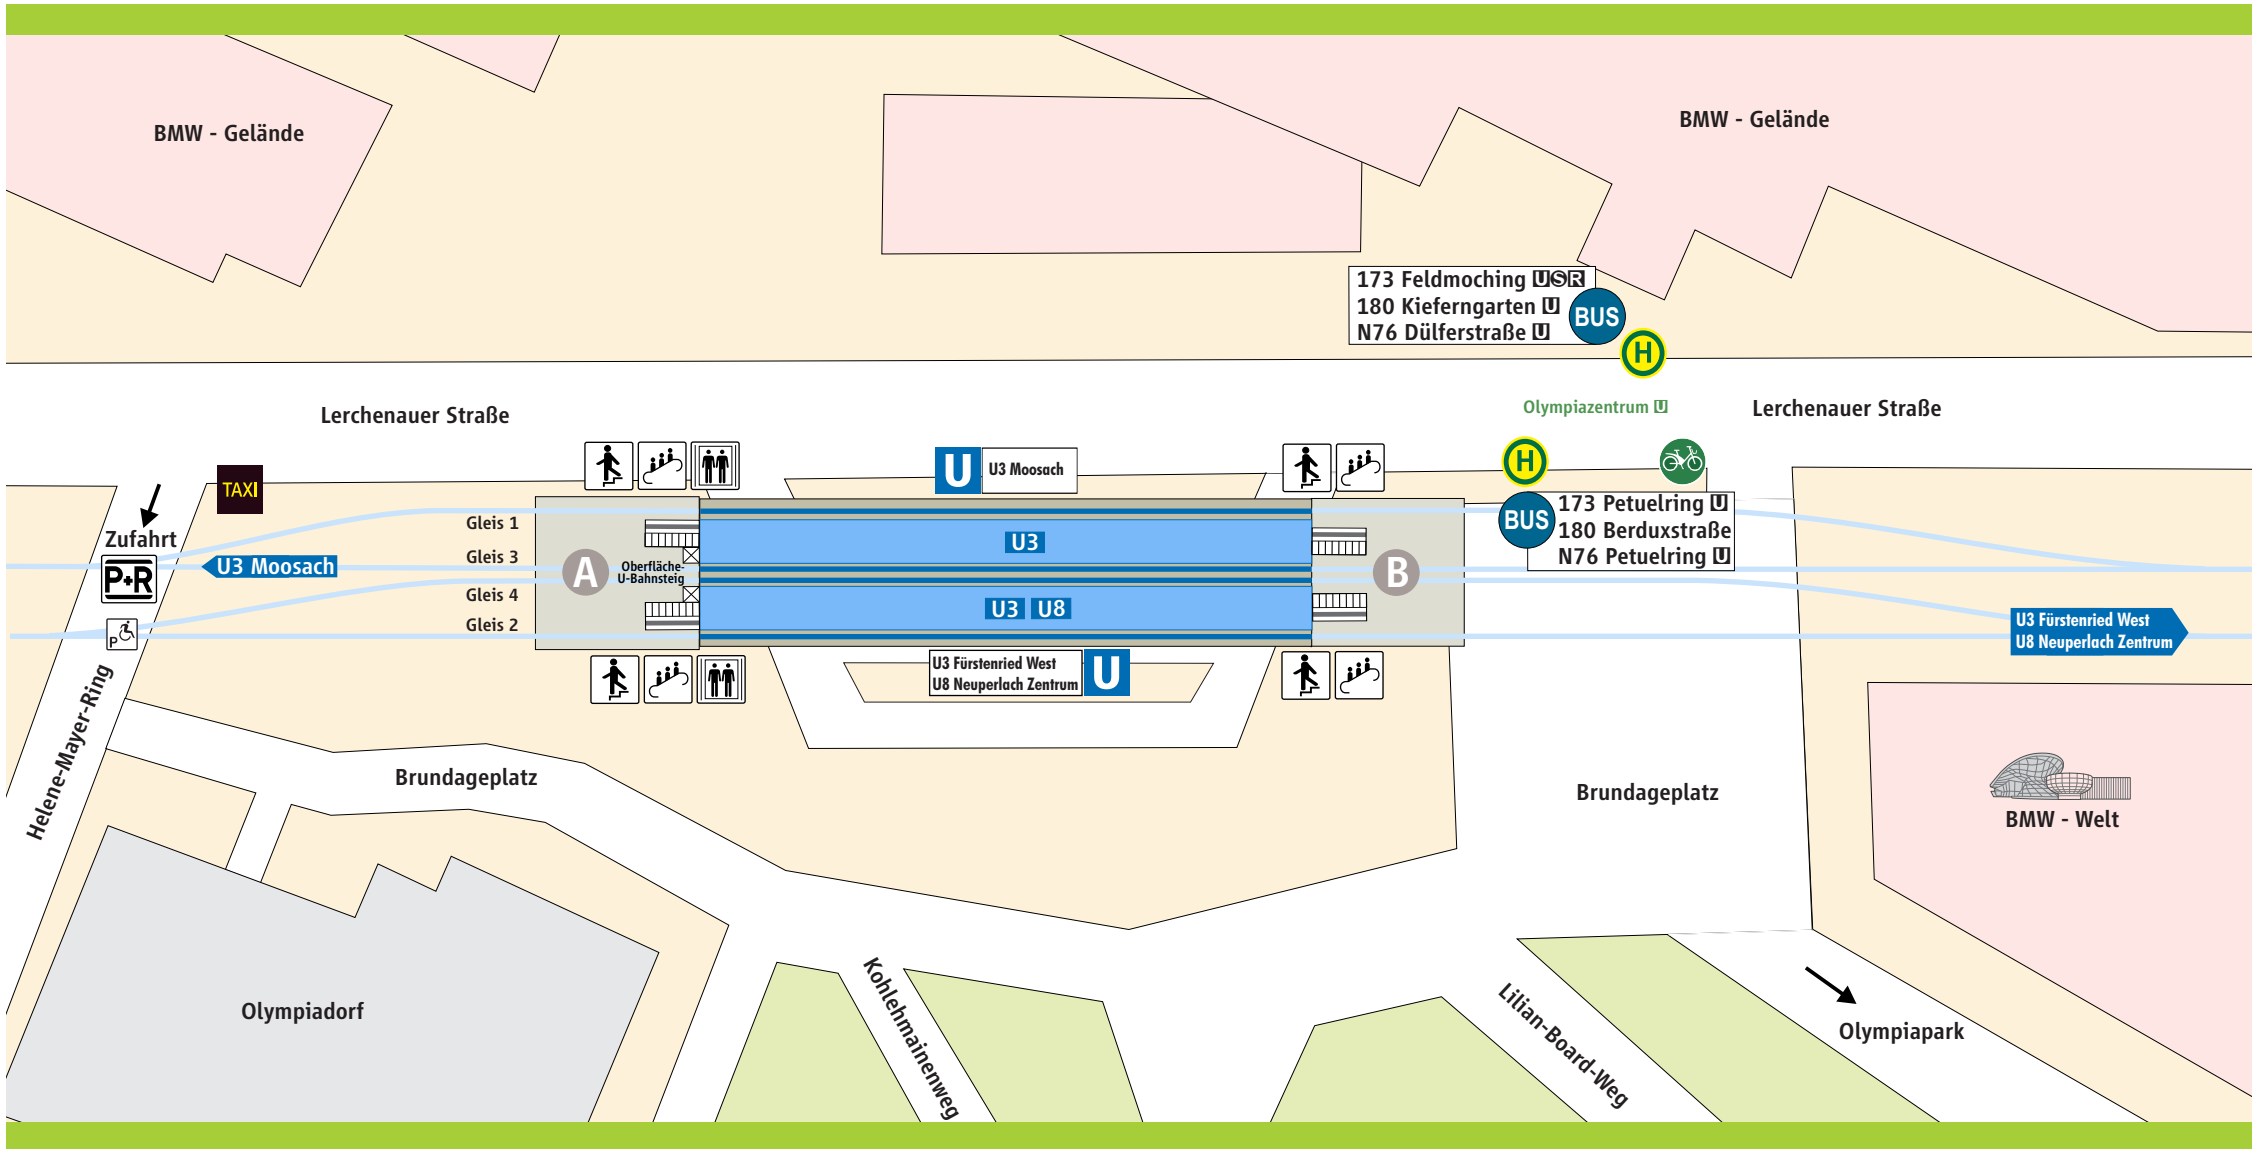 BMW - Gelände
BMW - Gelände
173 Feldmoching U S R
180 Kieferngarten U
N76 Dülferstraße U
BUS
H
Lerchenauer Straße
Olympiazentrum U
Lerchenauer Straße
TAXI
U
U3 Moosach
H
Zufahrt
P+R
U3 Moosach
P
Gleis 1
Gleis 3
Gleis 4
Gleis 2
A
Oberfläche-
U-Bahnsteig
U3
U3 U8
B
BUS
173 Petuelring U
180 Berduxstraße
N76 Petuelring U
U3 Fürstenried West
U8 Neuperlach Zentrum
U3 Fürstenried West
U8 Neuperlach Zentrum
U
Helene-Mayer-Ring
Brundageplatz
Brundageplatz
BMW - Welt
Olympiadorf
Kohlehmainenweg
Lilian-Board-Weg
Olympiapark